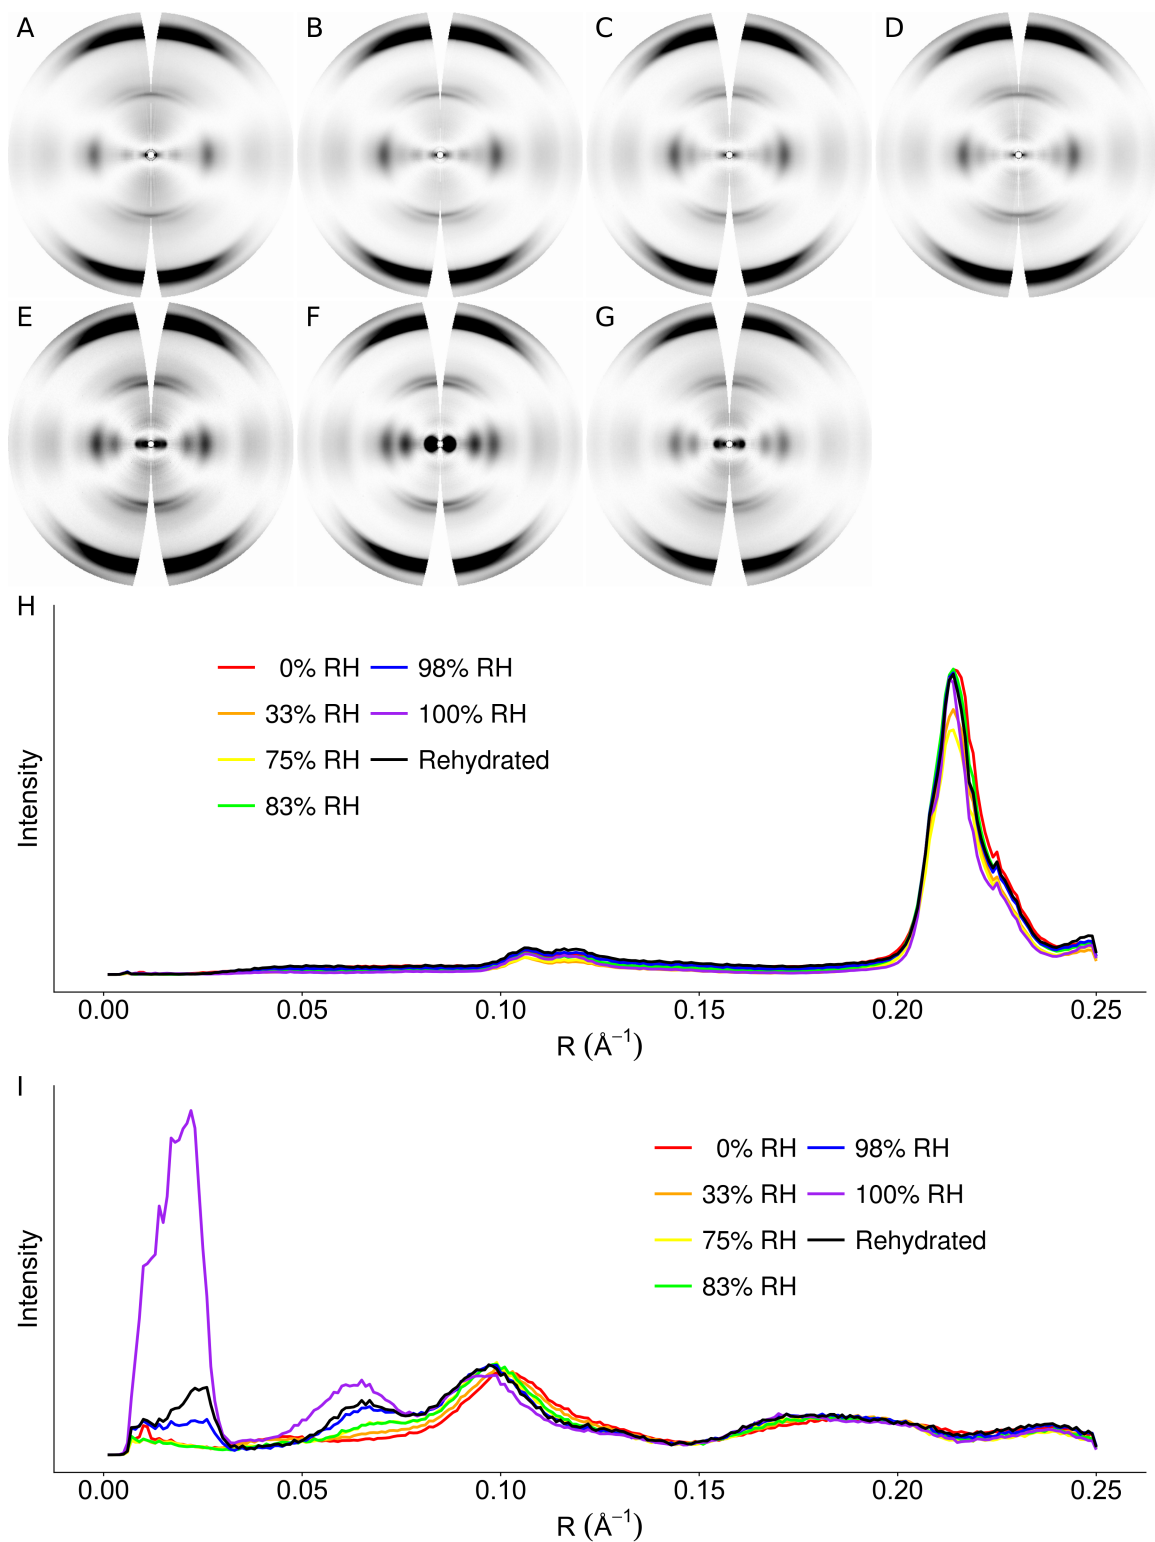 A B C D
E F G
H
0% RH 98% RH
33% RH 100% RH
75% RH Rehydrated
83% RH
Intensity
0.00 0.05 0.10 0.15 0.20 0.25
R (Å⁻¹)
I
0% RH 98% RH
33% RH 100% RH
75% RH Rehydrated
83% RH
Intensity
0.00 0.05 0.10 0.15 0.20 0.25
R (Å⁻¹)